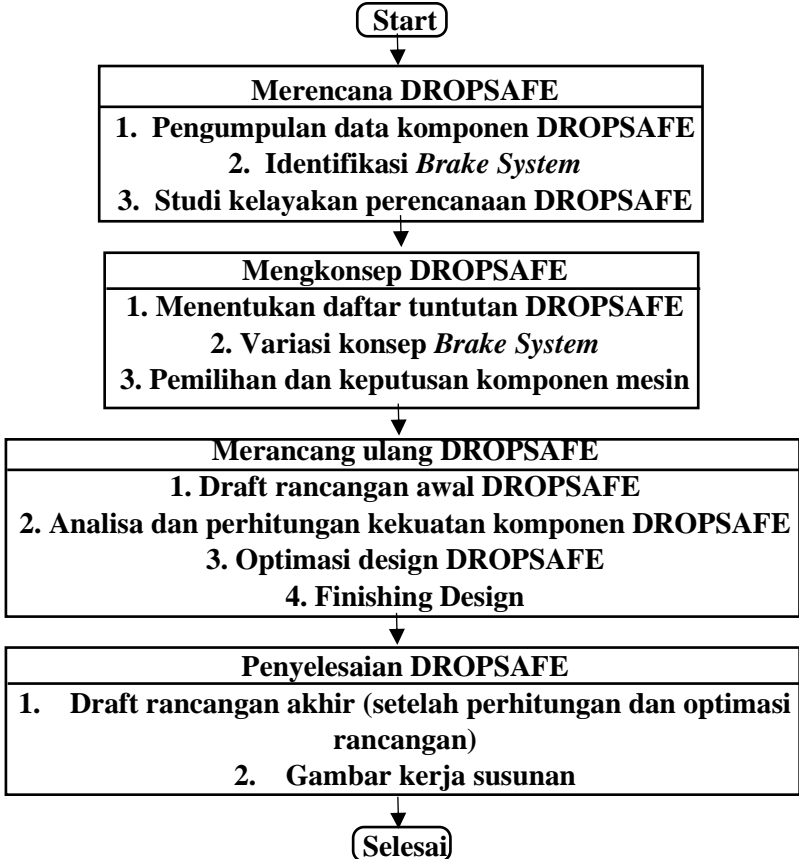 Start
Merencana DROPSAFE
1. Pengumpulan data komponen DROPSAFE
2. Identifikasi Brake System
3. Studi kelayakan perencanaan DROPSAFE
Mengkonsep DROPSAFE
1. Menentukan daftar tuntutan DROPSAFE
2. Variasi konsep Brake System
3. Pemilihan dan keputusan komponen mesin
Merancang ulang DROPSAFE
1. Draft rancangan awal DROPSAFE
2. Analisa dan perhitungan kekuatan komponen DROPSAFE
3. Optimasi design DROPSAFE
4. Finishing Design
Penyelesaian DROPSAFE
1. Draft rancangan akhir (setelah perhitungan dan optimasi
rancangan)
2. Gambar kerja susunan
Selesai